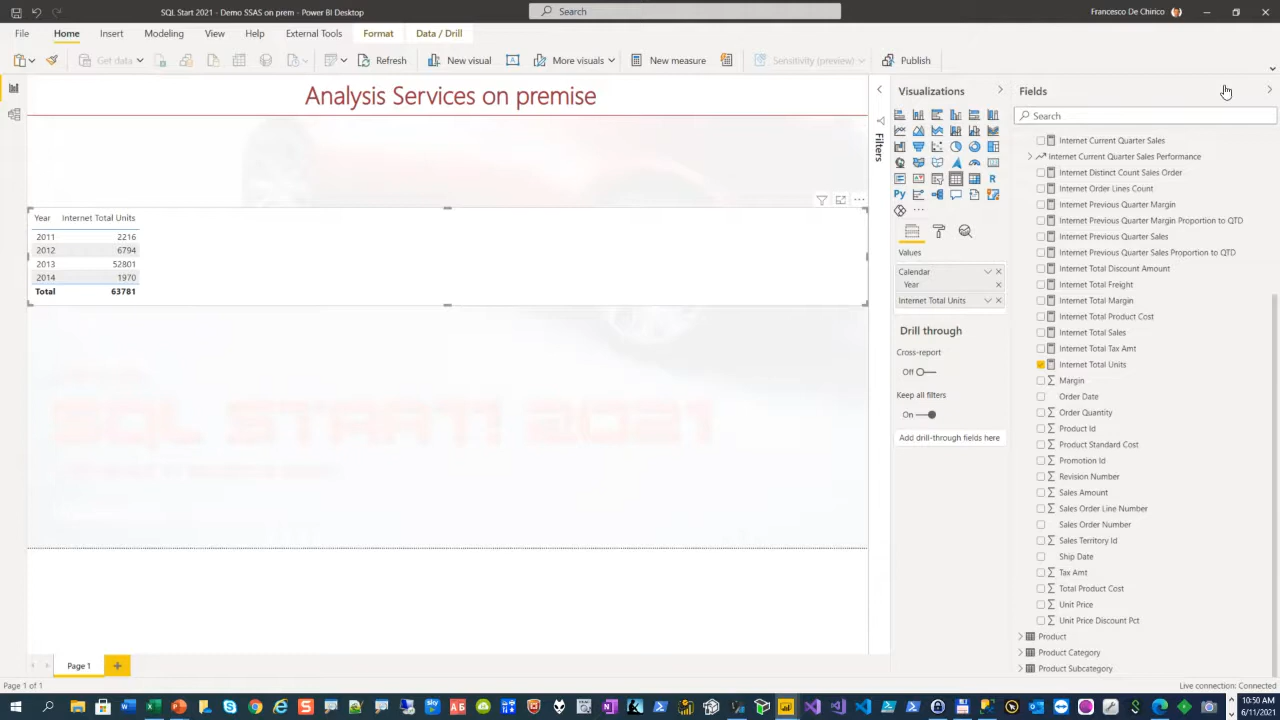 SQL Start 2021 - Demo SSAS on prem - Power BI Desktop
Search
Francesco De Chirico
File
Home
Insert
Modeling
View
Help
External Tools
Format
Data / Drill
Get data
Refresh
New visual
More visuals
New measure
Sensitivity (preview)
Publish
Analysis Services on premise
Year Internet Total Units
2011 2216
2012 6794
2013 52801
2014 1970
Total 63781
SQL START! 2021
Filters
Visualizations
Values
Calendar
Year
Internet Total Units
Drill through
Cross-report
Off
Keep all filters
On
Add drill-through fields here
Fields
Search
Internet Current Quarter Sales
Internet Current Quarter Sales Performance
Internet Distinct Count Sales Order
Internet Order Lines Count
Internet Previous Quarter Margin
Internet Previous Quarter Margin Proportion to QTD
Internet Previous Quarter Sales
Internet Previous Quarter Sales Proportion to QTD
Internet Total Discount Amount
Internet Total Freight
Internet Total Margin
Internet Total Product Cost
Internet Total Sales
Internet Total Tax Amt
Internet Total Units
Margin
Order Date
Order Quantity
Product Id
Product Standard Cost
Promotion Id
Revision Number
Sales Amount
Sales Order Line Number
Sales Order Number
Sales Territory Id
Ship Date
Tax Amt
Total Product Cost
Unit Price
Unit Price Discount Pct
Product
Product Category
Product Subcategory
Page 1
Page 1 of 1
Live connection: Connected
10:50 AM
6/11/2021